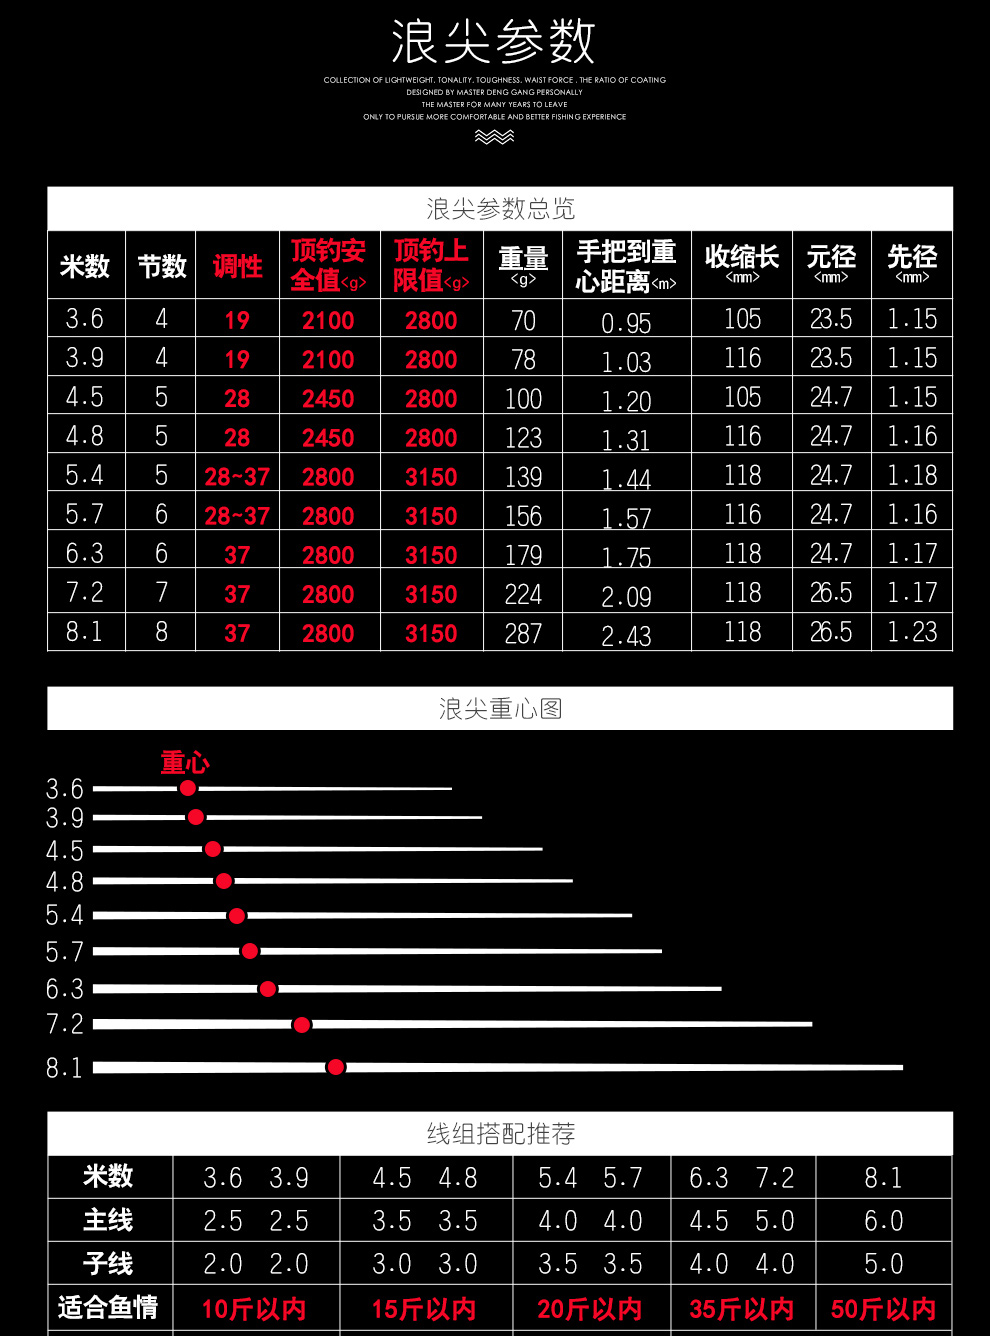 浪尖参数
COLLECTION OF LIGHTWEIGHT, TONALITY, TOUGHNESS, WAIST FORCE . THE RATIO OF COATING
DESIGNED BY MASTER DENG GANG PERSONALLY
THE MASTER FOR MANY YEARS TO LEAVE
ONLY TO PURSUE MORE COMFORTABLE AND BETTER FISHING EXPERIENCE
浪尖参数总览
米数 节数 调性 顶钓安全值<g> 顶钓上限值<g> 重量<g> 手把到重心距离<m> 收缩长<mm> 元径<mm> 先径<mm>
3.6 4 19 2100 2800 70 0.95 105 23.5 1.15
3.9 4 19 2100 2800 78 1.03 116 23.5 1.15
4.5 5 28 2450 2800 100 1.20 105 24.7 1.15
4.8 5 28 2450 2800 123 1.31 116 24.7 1.16
5.4 5 28~37 2800 3150 139 1.44 118 24.7 1.18
5.7 6 28~37 2800 3150 156 1.57 116 24.7 1.16
6.3 6 37 2800 3150 179 1.75 118 24.7 1.17
7.2 7 37 2800 3150 224 2.09 118 26.5 1.17
8.1 8 37 2800 3150 287 2.43 118 26.5 1.23
浪尖重心图
重心
3.6
3.9
4.5
4.8
5.4
5.7
6.3
7.2
8.1
线组搭配推荐
米数 3.6 3.9 4.5 4.8 5.4 5.7 6.3 7.2 8.1
主线 2.5 2.5 3.5 3.5 4.0 4.0 4.5 5.0 6.0
子线 2.0 2.0 3.0 3.0 3.5 3.5 4.0 4.0 5.0
适合鱼情 10斤以内 15斤以内 20斤以内 35斤以内 50斤以内